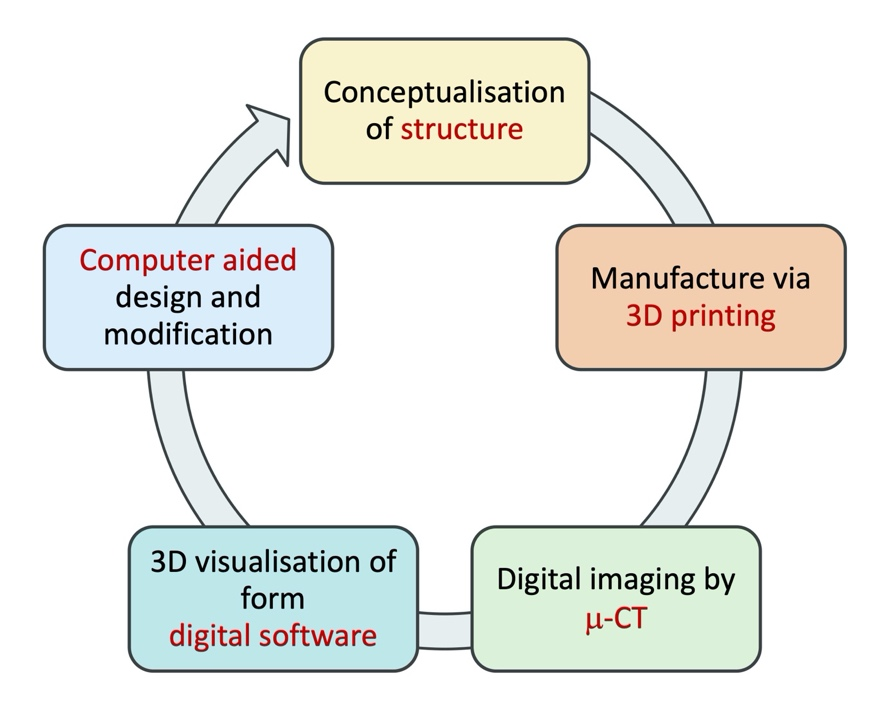 Conceptualisation
of structure
Manufacture via
3D printing
Digital imaging by
μ-CT
3D visualisation of
form
digital software
Computer aided
design and
modification